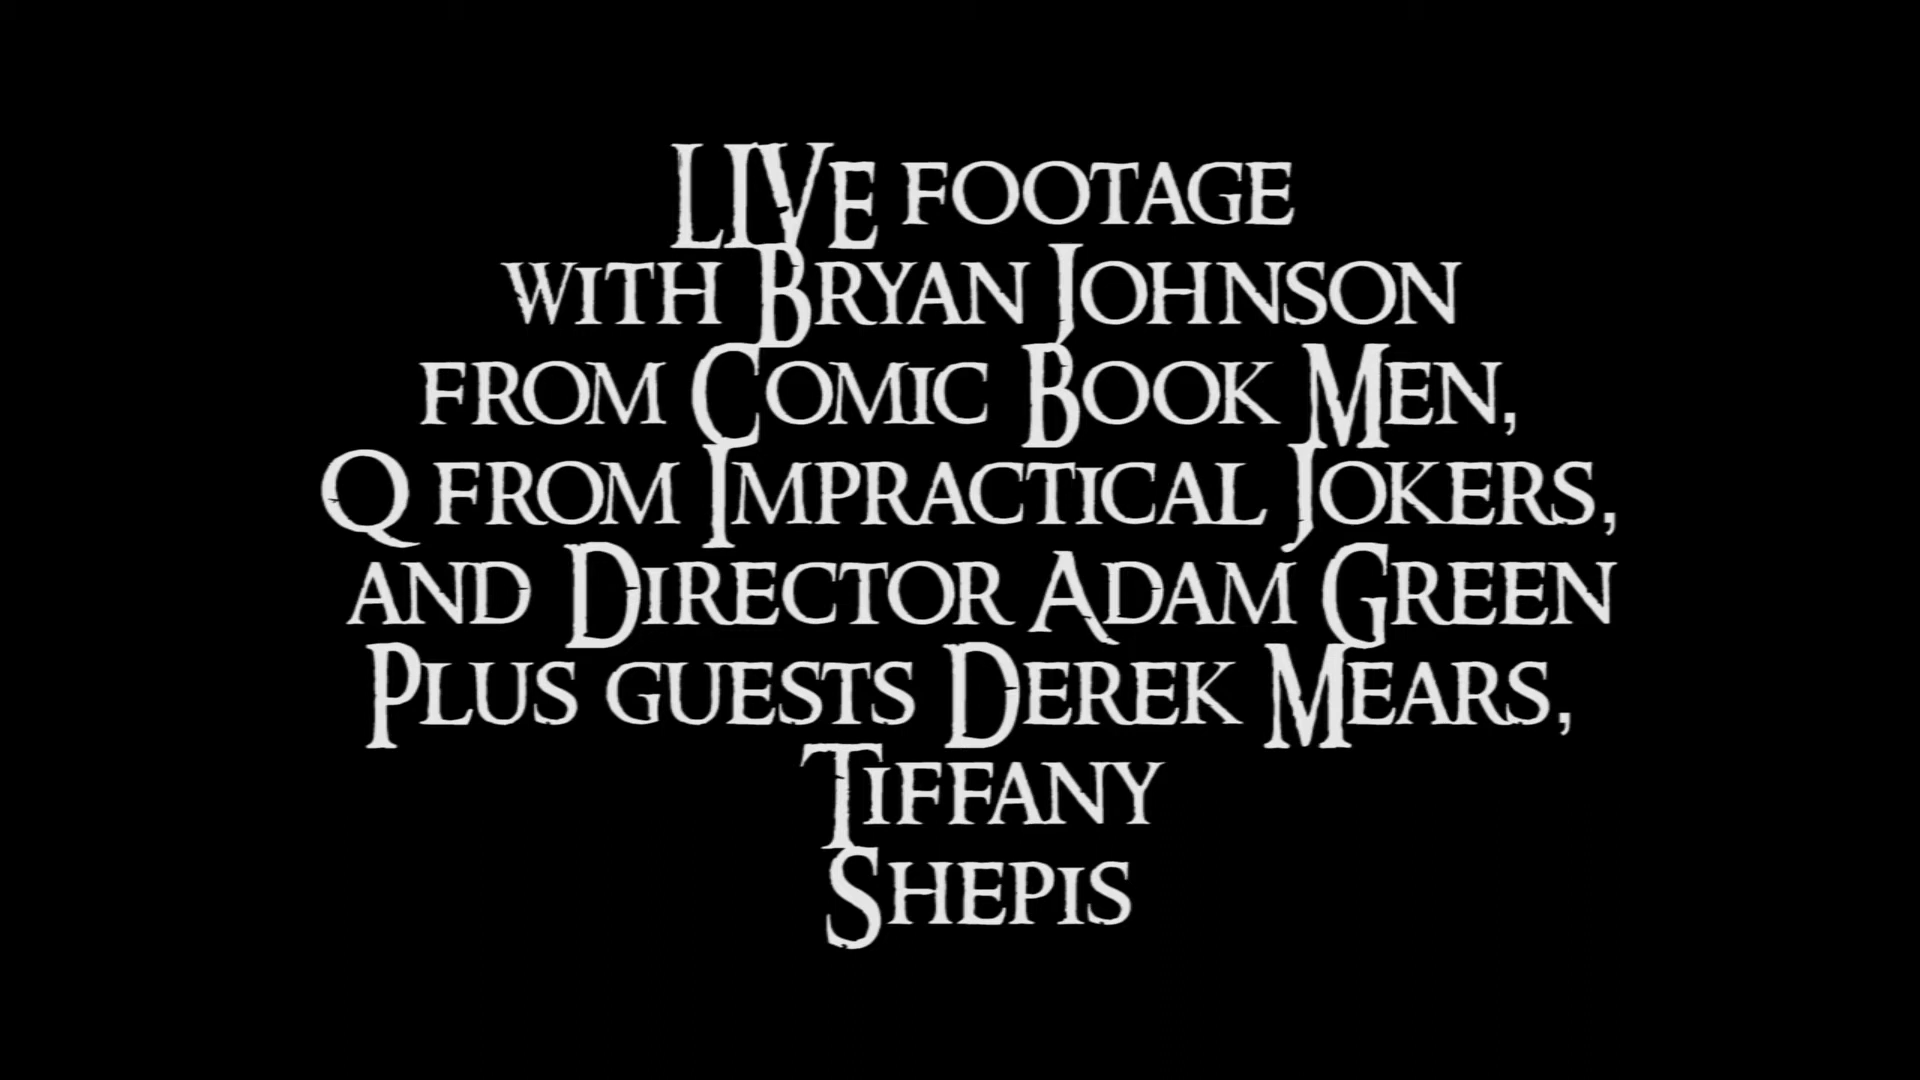 LIVE FOOTAGE
WITH BRYAN JOHNSON
FROM COMIC BOOK MEN,
Q FROM IMPRACTICAL JOKERS,
AND DIRECTOR ADAM GREEN
PLUS GUESTS DEREK MEARS,
TIFFANY
SHEPIS